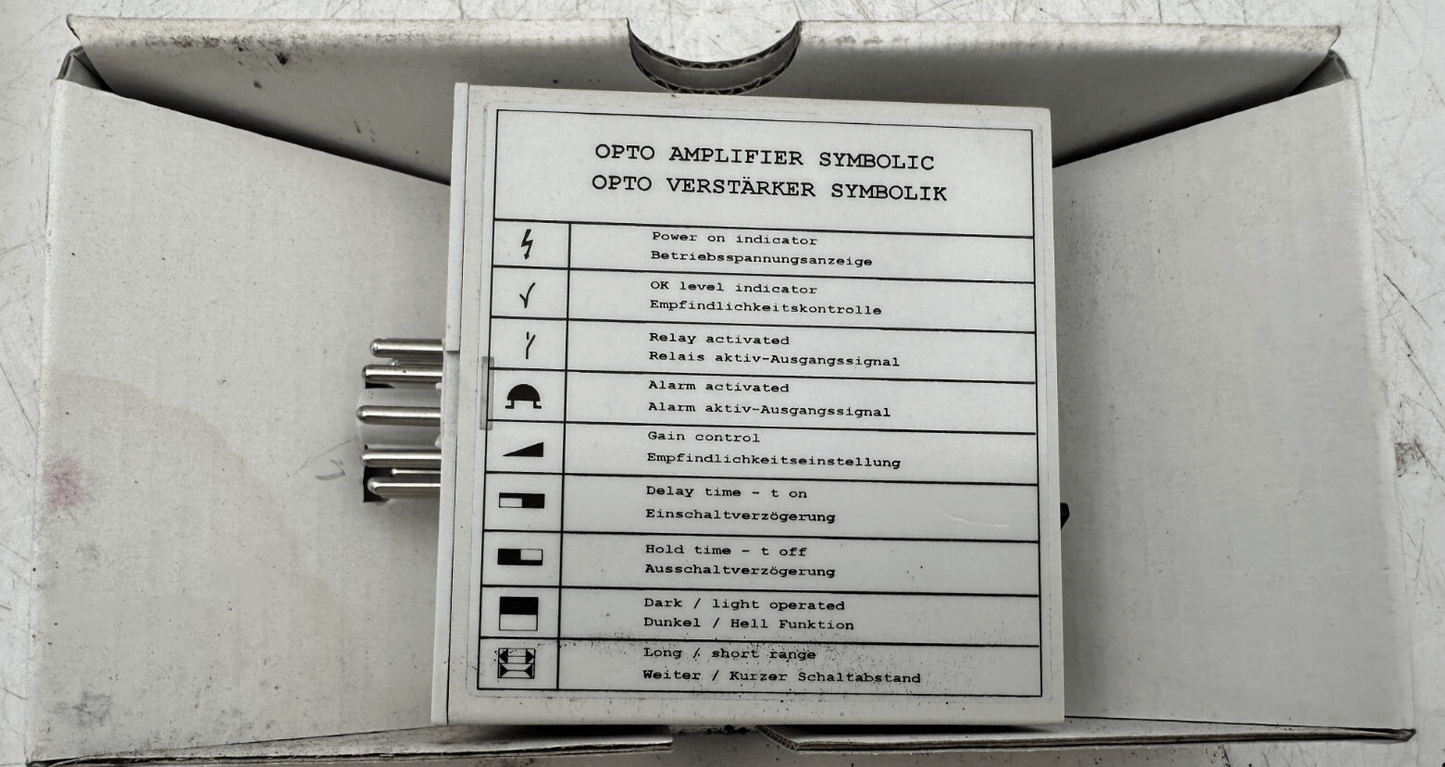 OPTO AMPLIFIER SYMBOLIC
OPTO VERSTÄRKER SYMBOLIK
Power on indicator
Betriebsspannungsanzeige
OK level indicator
Empfindlichkeitskontrolle
Relay activated
Relais aktiv-Ausgangssignal
Alarm activated
Alarm aktiv-Ausgangssignal
Gain control
Empfindlichkeitseinstellung
Delay time - t on
Einschaltverzögerung
Hold time - t off
Ausschaltverzögerung
Dark / light operated
Dunkel / Hell Funktion
Long / short range
Weiter / Kurzer Schaltabstand